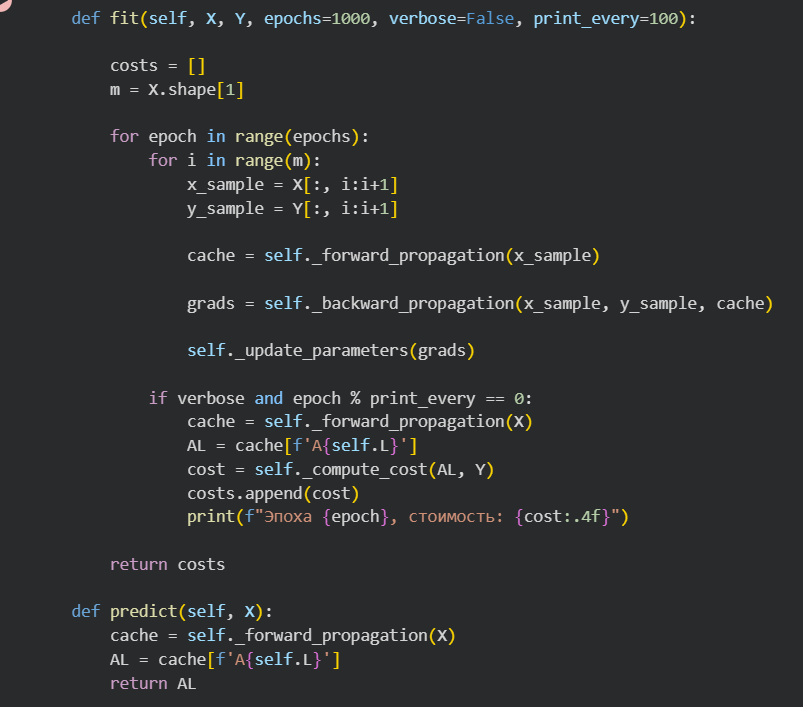 def fit(self, X, Y, epochs=1000, verbose=False, print_every=100):
costs = []
m = X.shape[1]
for epoch in range(epochs):
for i in range(m):
x_sample = X[:, i:i+1]
y_sample = Y[:, i:i+1]
cache = self._forward_propagation(x_sample)
grads = self._backward_propagation(x_sample, y_sample, cache)
self._update_parameters(grads)
if verbose and epoch % print_every == 0:
cache = self._forward_propagation(X)
AL = cache[f'A{self.L}']
cost = self._compute_cost(AL, Y)
costs.append(cost)
print(f"Эпоха {epoch}, стоимость: {cost:.4f}")
return costs
def predict(self, X):
cache = self._forward_propagation(X)
AL = cache[f'A{self.L}']
return AL